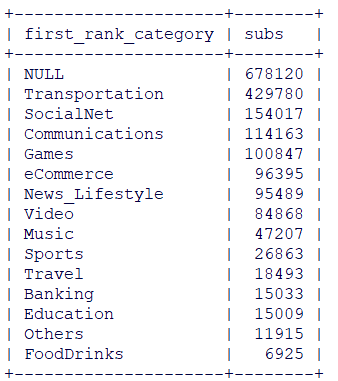 +---------------------+--------+
| first_rank_category | subs   |
+---------------------+--------+
| NULL                | 678120 |
| Transportation      | 429780 |
| SocialNet           | 154017 |
| Communications      | 114163 |
| Games               | 100847 |
| eCommerce           |  96395 |
| News_Lifestyle      |  95489 |
| Video               |  84868 |
| Music               |  47207 |
| Sports              |  26863 |
| Travel              |  18493 |
| Banking             |  15033 |
| Education           |  15009 |
| Others              |  11915 |
| FoodDrinks          |   6925 |
+---------------------+--------+